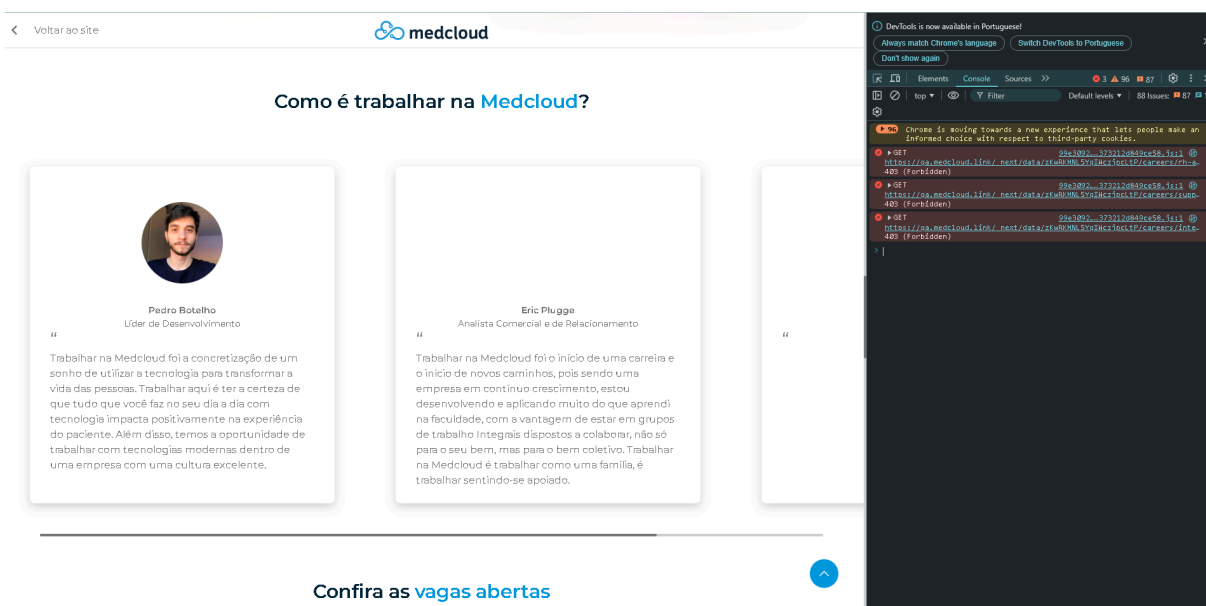 Voltar ao site
medcloud
Como é trabalhar na Medcloud?
Pedro Botelho
Líder de Desenvolvimento
“
Trabalhar na Medcloud foi a concretização de um
sonho de utilizar a tecnologia para transformar a
vida das pessoas. Trabalhar aqui é ter a certeza de
que tudo que você faz no seu dia a dia com
tecnologia impacta positivamente na experiência
do paciente. Além disso, temos a oportunidade de
trabalhar com tecnologias modernas dentro de
uma empresa com uma cultura excelente.
Eric Plugge
Analista Comercial e de Relacionamento
“
Trabalhar na Medcloud foi o início de uma carreira e
o início de novos caminhos, pois sendo uma
empresa em contínuo crescimento, estou
desenvolvendo e aplicando muito do que aprendi
na faculdade, com a vantagem de estar em grupos
de trabalho Integrais dispostos a colaborar, não só
para o seu bem, mas para o bem coletivo. Trabalhar
na Medcloud é trabalhar como uma família, é
trabalhar sentindo-se apoiado.
“
Confira as vagas abertas
DevTools is now available in Portuguese!
Always match Chrome's language
Switch DevTools to Portuguese
Don't show again
Elements Console Sources 3 96 87
top Filter Default levels 88 Issues: 87
96 Chrome is moving towards a new experience that lets people make an
informed choice with respect to third-party cookies.
GET
403 (Forbidden)
GET
403 (Forbidden)
GET
403 (Forbidden)